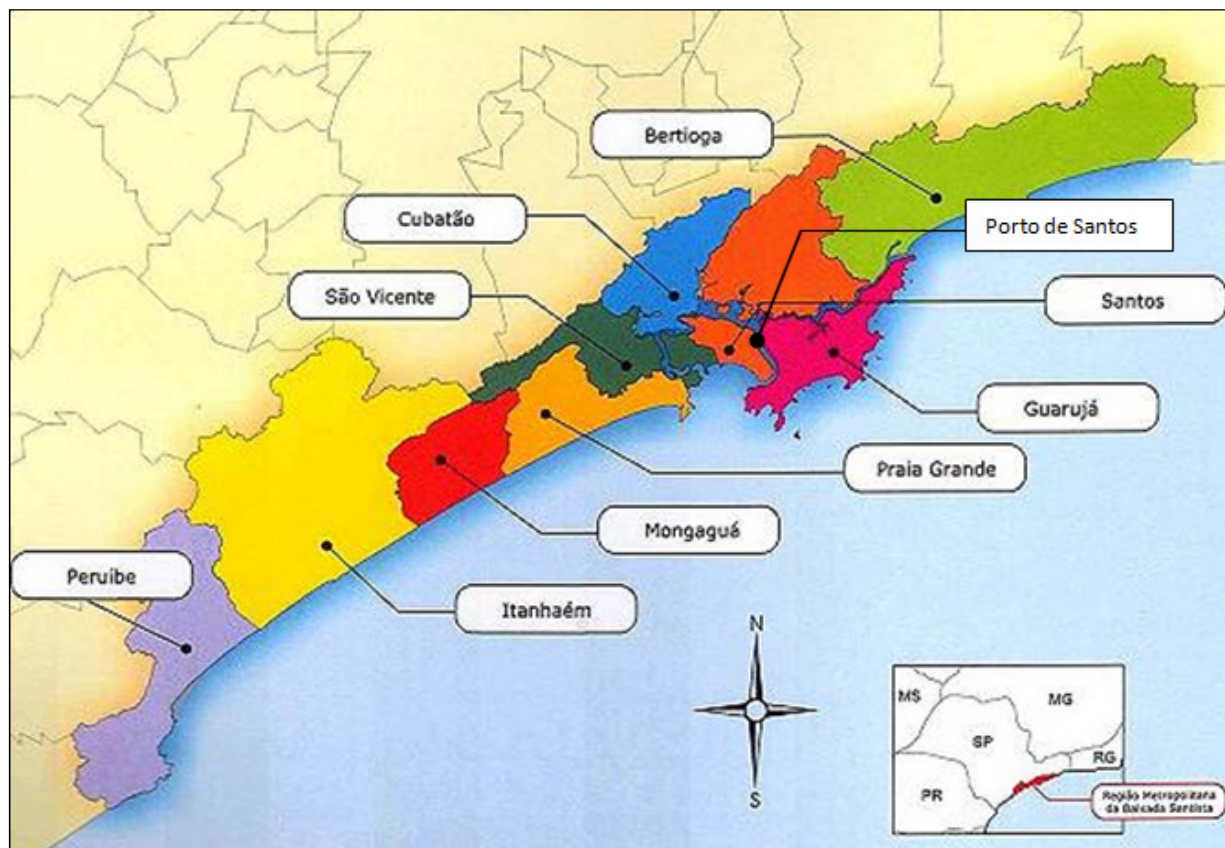 Bertioga
Cubatão
Porto de Santos
São Vicente
Santos
Guarujá
Praia Grande
Mongaguá
Peruíbe
Itanhaém
N
S
MS
MG
SP
RG
PR
Região Metropolitana
da Baixada Santista